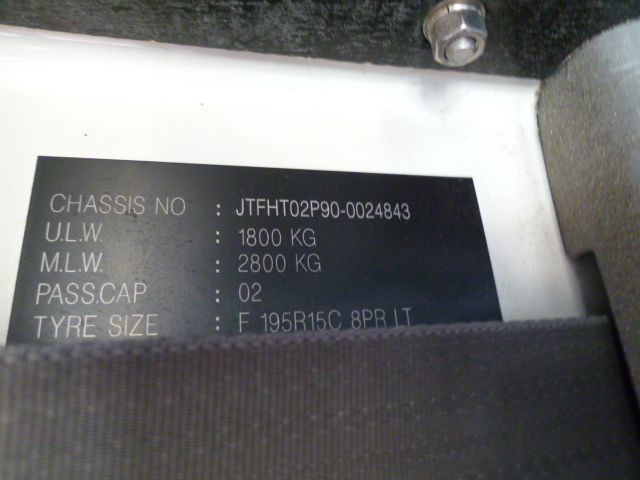 CHASSIS NO : JTFHT02P90-0024843
U.L.W. : 1800 KG
M.L.W. : 2800 KG
PASS.CAP : 02
TYRE SIZE : F 195R15C 8PR LT